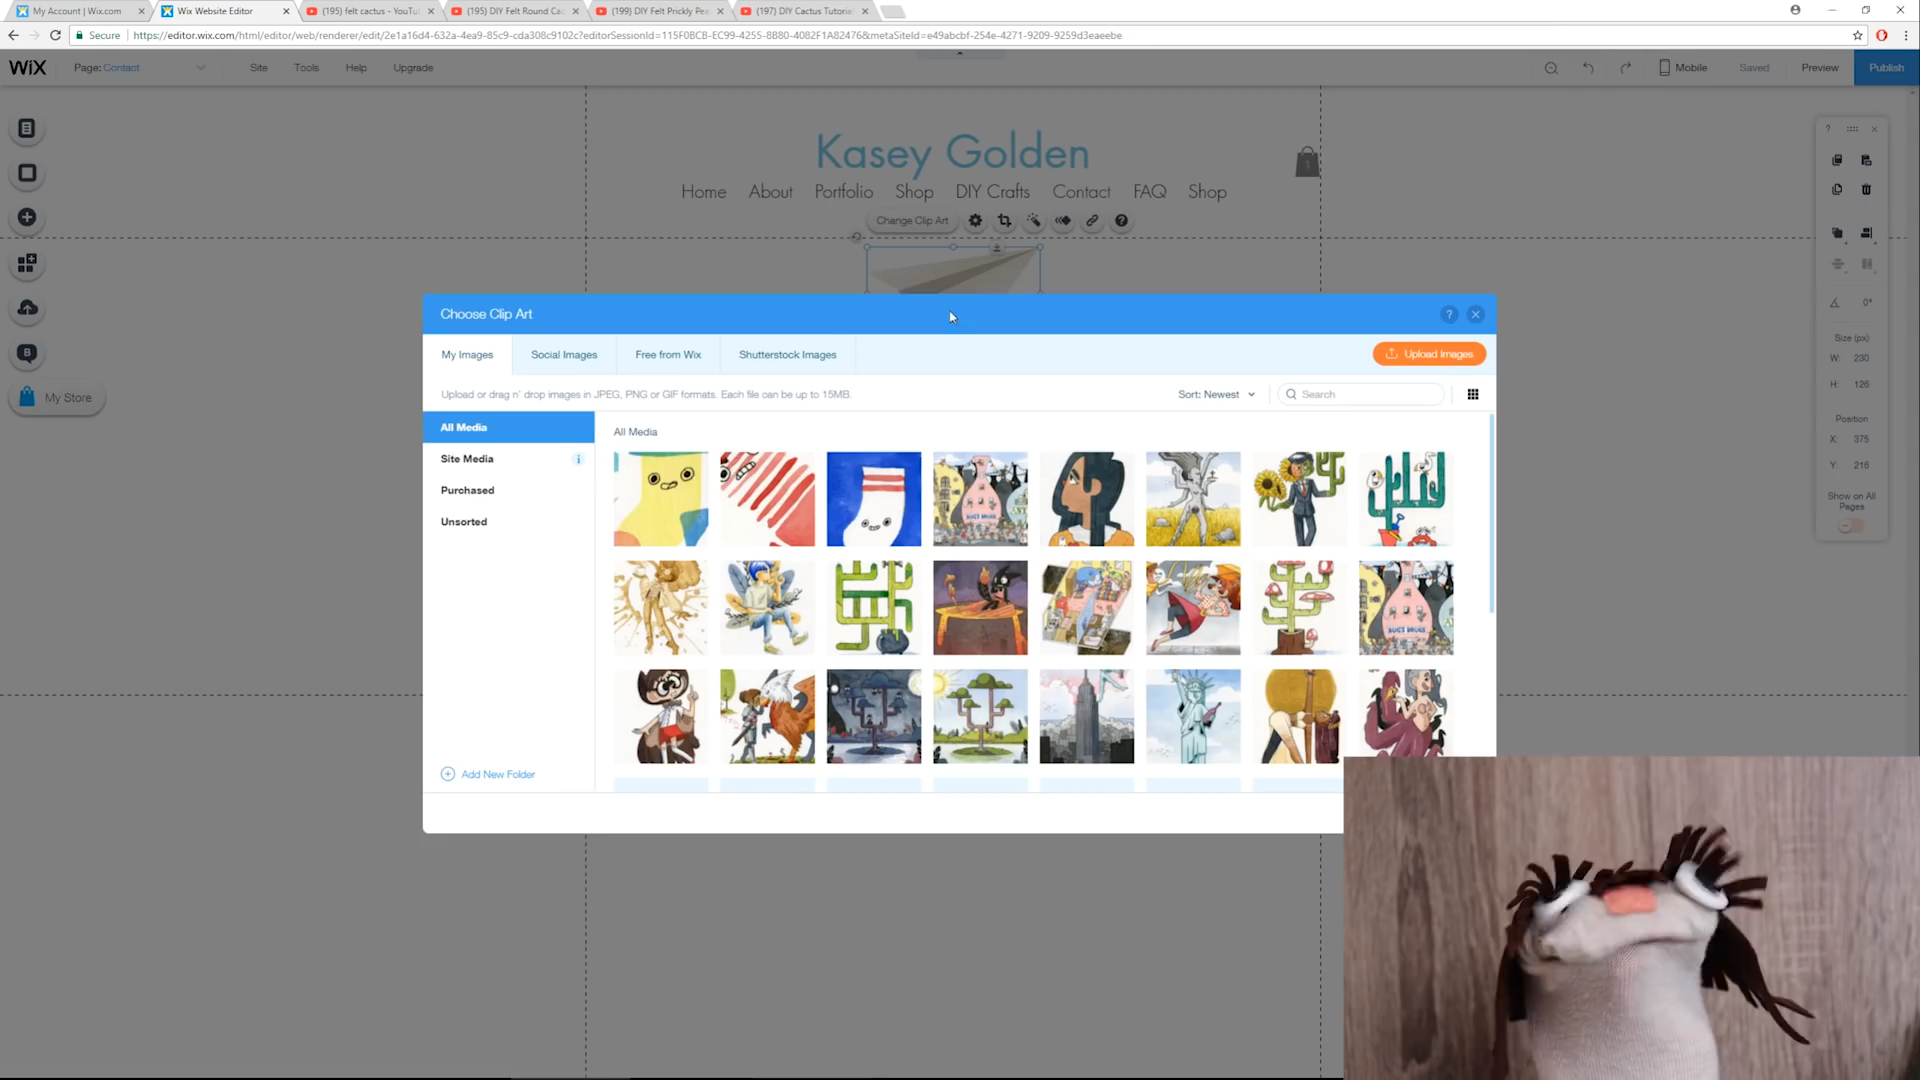 My Account | Wix.com
Wix Website Editor
(195) felt cactus - YouTu
(195) DIY Felt Round Ca
(199) DIY Felt Prickly Pea
(197) DIY Cactus Tutoria
Secure
https://editor.wix.com/html/editor/web/renderer/edit/2e1a16d4-632a-4ea9-85c9-cda308c9102c?editorSessionId=115F0BCB-EC99-4255-8B80-4082F1A82476&metaSiteId=e49abcbf-254e-4271-9209-9259d3eaeebe
WiX
Page: Contact
Site
Tools
Help
Upgrade
Mobile
Saved
Preview
Publish
Kasey Golden
1
Home About Portfolio Shop DIY Crafts Contact FAQ Shop
Change Clip Art
My Store
Choose Clip Art
My Images
Social Images
Free from Wix
Shutterstock Images
Upload Images
Upload or drag n' drop images in JPEG, PNG or GIF formats. Each file can be up to 15MB.
Sort: Newest
Search
All Media
Site Media
Purchased
Unsorted
Add New Folder
All Media
0°
Size (px)
W: 230
H: 126
Position
X: 375
Y: 216
Show on All
Pages